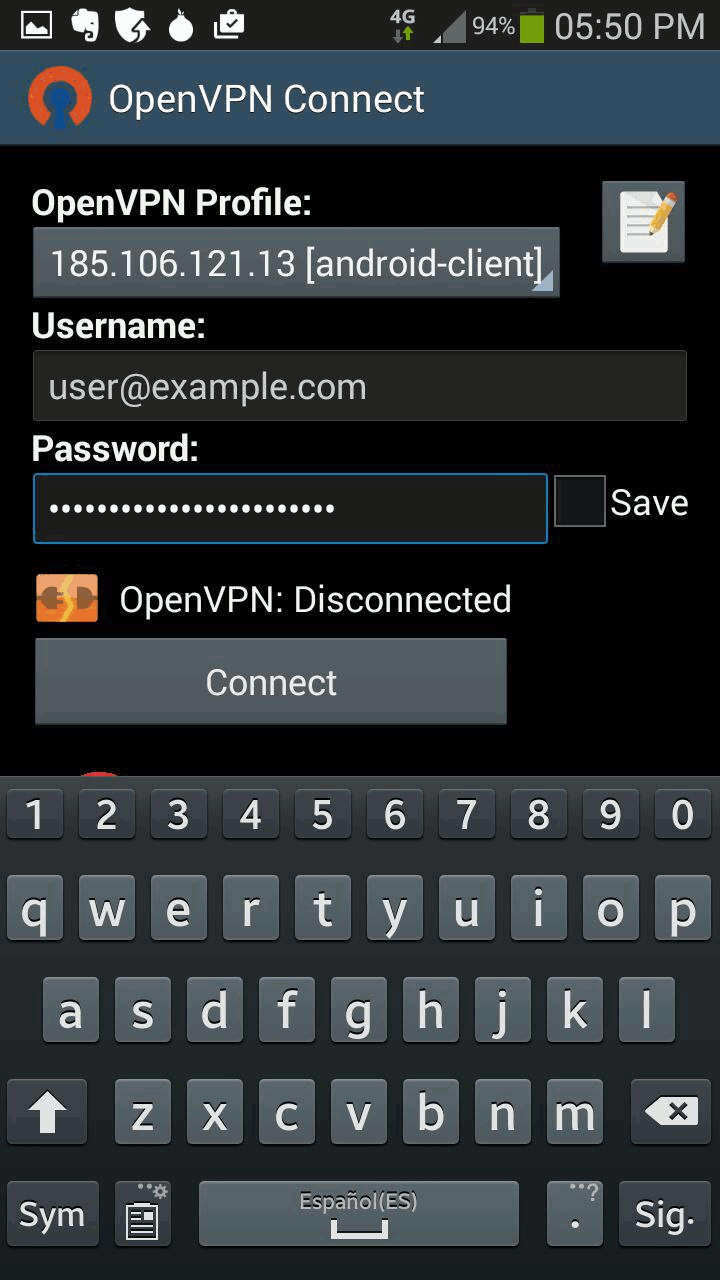 4G 94% 05:50 PM
OpenVPN Connect
OpenVPN Profile:
185.106.121.13 [android-client]
Username:
user@example.com
Password:
••••••••••••••••••••••••
Save
OpenVPN: Disconnected
Connect
1 2 3 4 5 6 7 8 9 0
q w e r t y u i o p
a s d f g h j k l
z x c v b n m
Sym Español(ES) . ? Sig.